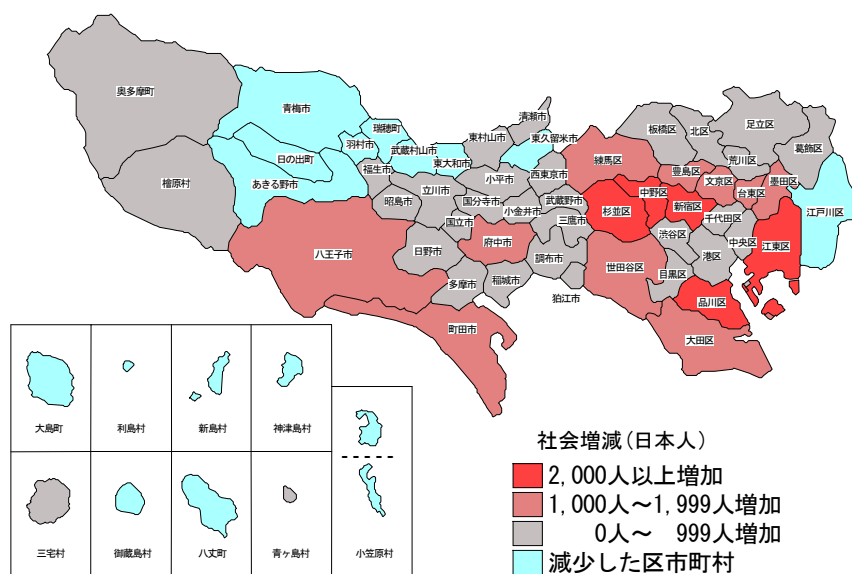 奥多摩町
青梅市
瑞穂町
羽村市
日の出町
武蔵村山市
東大和市
東村山市
清瀬市
東久留米市
あきる野市
福生市
檜原村
昭島市
立川市
小平市
西東京市
国分寺市
小金井市
武蔵野市
国立市
三鷹市
八王子市
日野市
府中市
調布市
多摩市
稲城市
狛江市
町田市
板橋区
北区
足立区
葛飾区
荒川区
練馬区
豊島区
文京区
台東区
墨田区
中野区
新宿区
杉並区
千代田区
江戸川区
渋谷区
中央区
江東区
港区
世田谷区
目黒区
品川区
大田区
大島町
利島村
新島村
神津島村
三宅村
御蔵島村
八丈町
青ヶ島村
小笠原村
社会増減(日本人)
2,000人以上増加
1,000人～1,999人増加
0人～ 999人増加
減少した区市町村